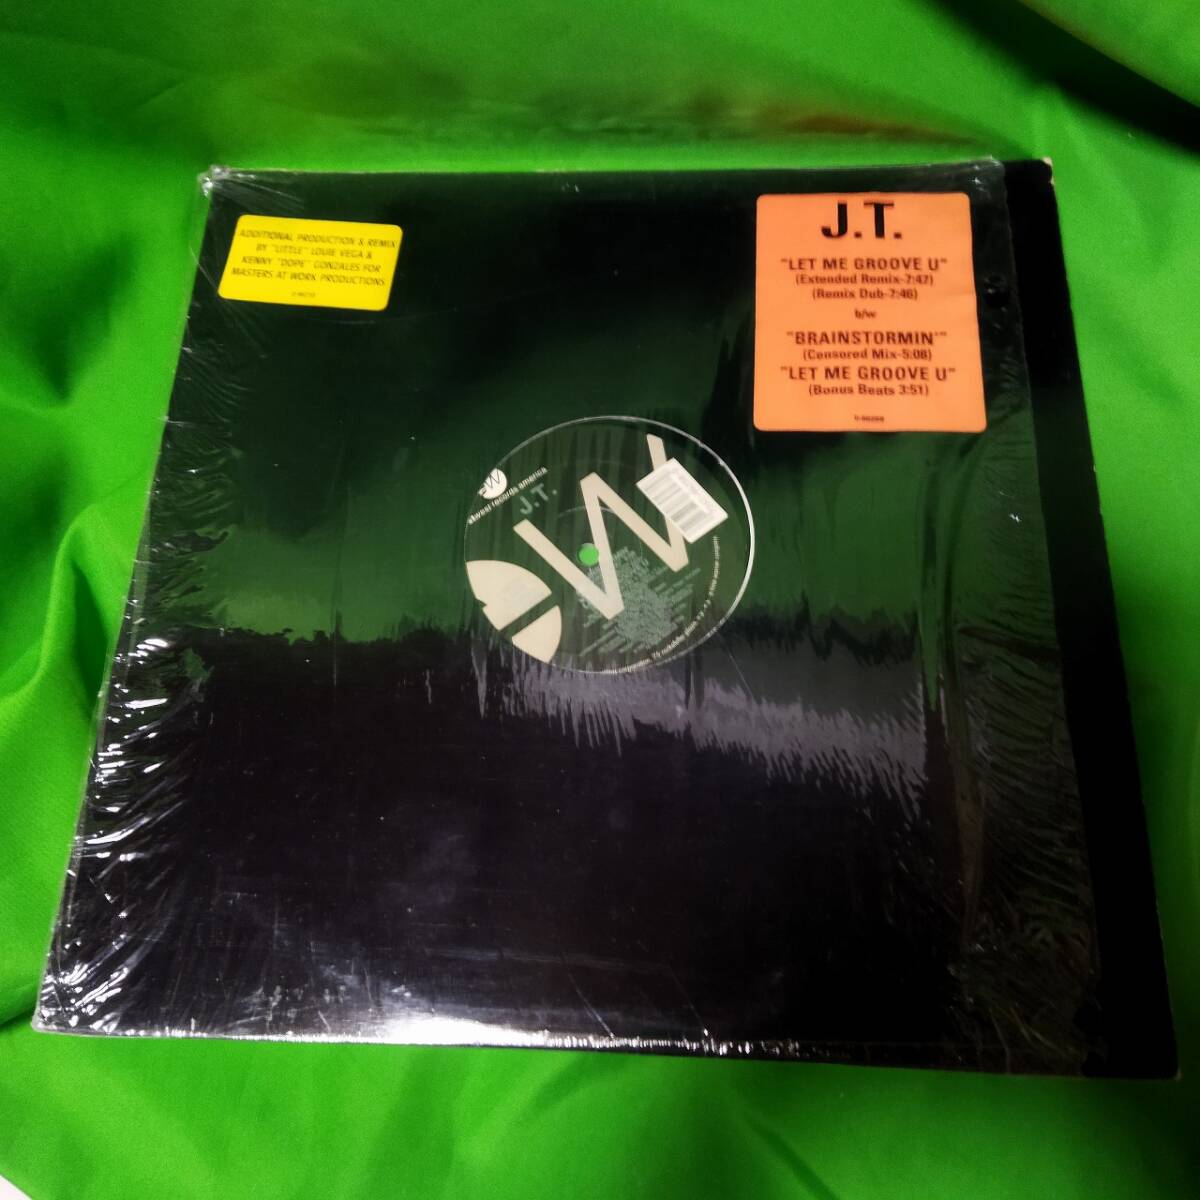 ADDITIONAL PRODUCTION & REMIX
BY "LITTLE" LOUIE VEGA &
KENNY "DOPE" GONZALES FOR
MASTERS AT WORK PRODUCTIONS
J.T.
"LET ME GROOVE U"
(Extended Remix-7:47)
(Remix Dub-7:46)
b/w
"BRAINSTORMIN'"
(Censored Mix-5:08)
"LET ME GROOVE U"
(Bonus Beats 3:51)
records america
J.T.